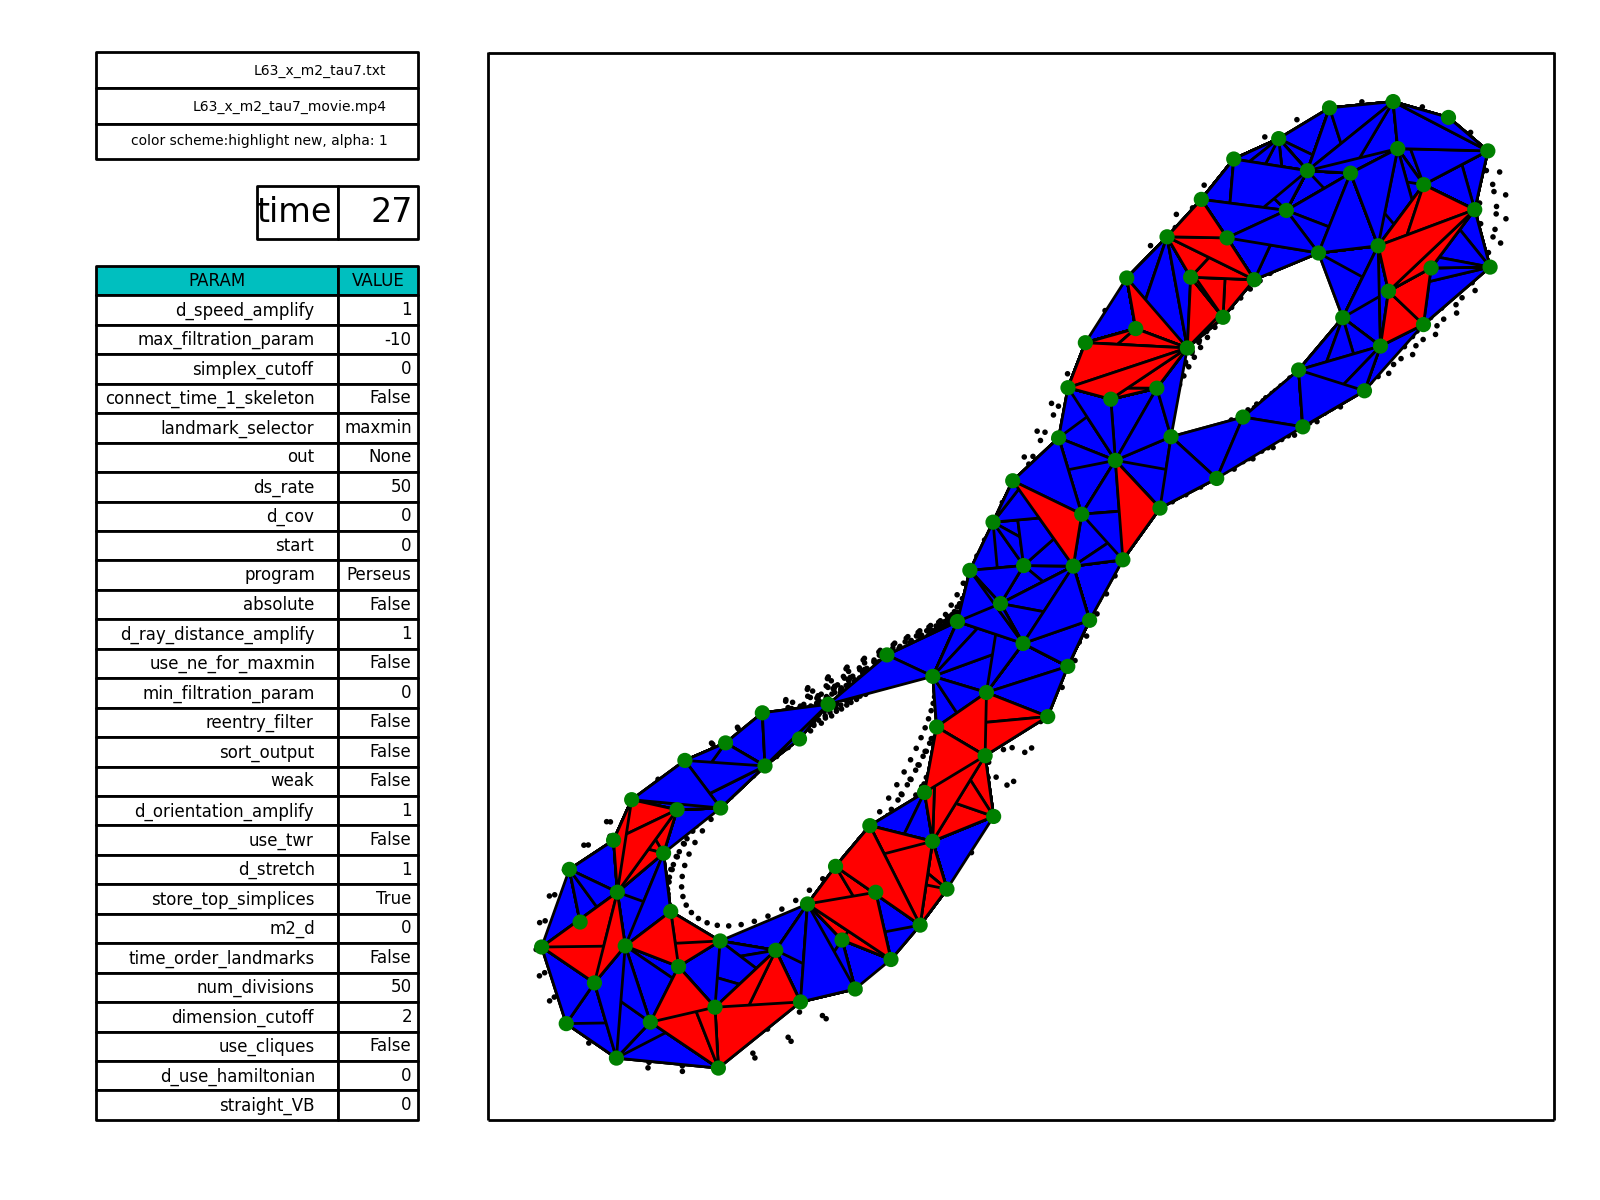 L63_x_m2_tau7.txt
L63_x_m2_tau7_movie.mp4
color scheme:highlight new, alpha: 1
time 27
PARAM VALUE
d_speed_amplify 1
max_filtration_param -10
simplex_cutoff 0
connect_time_1_skeleton False
landmark_selector maxmin
out None
ds_rate 50
d_cov 0
start 0
program Perseus
absolute False
d_ray_distance_amplify 1
use_ne_for_maxmin False
min_filtration_param 0
reentry_filter False
sort_output False
weak False
d_orientation_amplify 1
use_twr False
d_stretch 1
store_top_simplices True
m2_d 0
time_order_landmarks False
num_divisions 50
dimension_cutoff 2
use_cliques False
d_use_hamiltonian 0
straight_VB 0